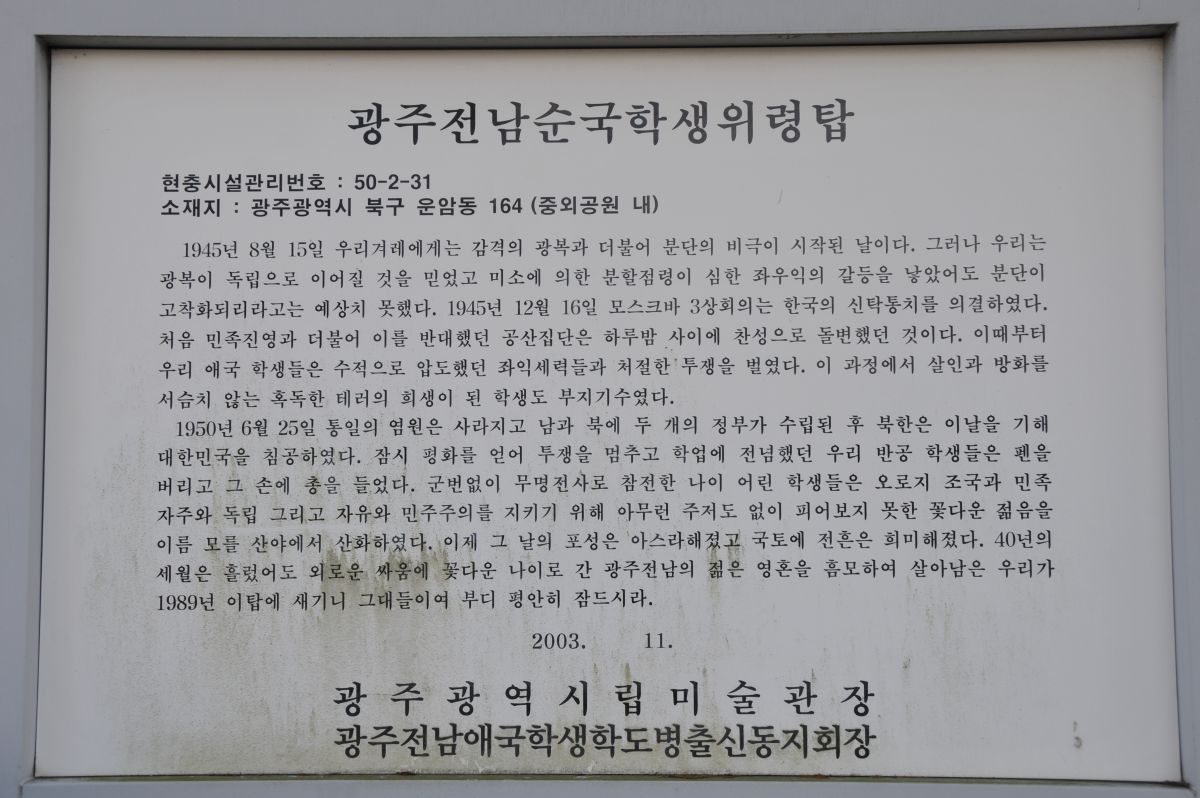 광주전남순국학생위령탑
현충시설관리번호 : 50-2-31
소재지 : 광주광역시 북구 운암동 164 (중외공원 내)
1945년 8월 15일 우리겨레에게는 감격의 광복과 더불어 분단의 비극이 시작된 날이다. 그러나 우리는
광복이 독립으로 이어질 것을 믿었고 미소에 의한 분할점령이 심한 좌우익의 갈등을 낳았어도 분단이
고착화되리라고는 예상치 못했다. 1945년 12월 16일 모스크바 3상회의는 한국의 신탁통치를 의결하였다.
처음 민족진영과 더불어 이를 반대했던 공산집단은 하루밤 사이에 찬성으로 돌변했던 것이다. 이때부터
우리 애국 학생들은 수적으로 압도했던 좌익세력들과 처절한 투쟁을 벌였다. 이 과정에서 살인과 방화를
서슴치 않는 혹독한 테러의 희생이 된 학생도 부지기수였다.
1950년 6월 25일 통일의 염원은 사라지고 남과 북에 두 개의 정부가 수립된 후 북한은 이날을 기해
대한민국을 침공하였다. 잠시 평화를 얻어 투쟁을 멈추고 학업에 전념했던 우리 반공 학생들은 펜을
버리고 그 손에 총을 들었다. 군번없이 무명전사로 참전한 나이 어린 학생들은 오로지 조국과 민족
자주와 독립 그리고 자유와 민주주의를 지키기 위해 아무런 주저도 없이 피어보지 못한 꽃다운 젊음을
이름 모를 산야에서 산화하였다. 이제 그 날의 포성은 아스라해졌고 국토에 전흔은 희미해졌다. 40년의
세월은 흘렀어도 외로운 싸움에 꽃다운 나이로 간 광주전남의 젊은 영혼을 흠모하여 살아남은 우리가
1989년 이탑에 새기니 그대들이여 부디 평안히 잠드시라.
2003. 11.
광주광역시립미술관장
광주전남애국학생학도병출신동지회장